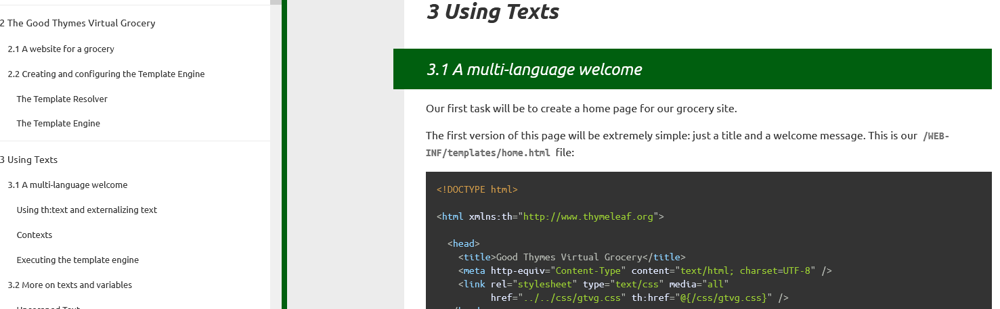 2 The Good Thymes Virtual Grocery
2.1 A website for a grocery
2.2 Creating and configuring the Template Engine
The Template Resolver
The Template Engine
3 Using Texts
3.1 A multi-language welcome
Using th:text and externalizing text
Contexts
Executing the template engine
3.2 More on texts and variables
3 Using Texts
3.1 A multi-language welcome
Our first task will be to create a home page for our grocery site.
The first version of this page will be extremely simple: just a title and a welcome message. This is our /WEB-
INF/templates/home.html file:
<!DOCTYPE html>
<html xmlns:th="http://www.thymeleaf.org">
<head>
<title>Good Thymes Virtual Grocery</title>
<meta http-equiv="Content-Type" content="text/html; charset=UTF-8" />
<link rel="stylesheet" type="text/css" media="all"
href="../../css/gtvg.css" th:href="@{/css/gtvg.css}" />